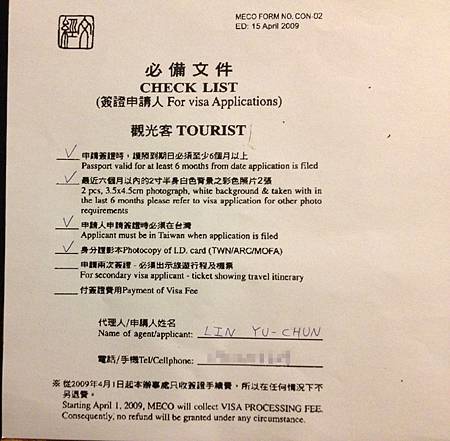 MECO FORM NO. CON-02
ED: 15 April 2009
必備文件
CHECK LIST
(簽證申請人 For visa Applications)
觀光客 TOURIST
申請簽證時，護照到期日必須至少6個月以上
Passport valid for at least 6 months from date application is filed
最近六個月以內的2寸半身白色背景之彩色照片2張
2 pcs, 3.5x4.5cm photograph, white background & taken with in
the last 6 months please refer to visa application for other photo
requirements
申請人申請簽證時必須在台灣
Applicant must be in Taiwan when application is filed
身分證影本Photocopy of I.D. card (TWN/ARC/MOFA)
申請兩次簽證 - 必須出示旅遊行程及機票
For secondary visa applicant - ticket showing travel itinerary
付簽證費用Payment of Visa Fee
代理人/申請人姓名
Name of agent/applicant: LIN YU-CHUN
電話/手機Tel/Cellphone:
※ 從2009年4月1日起本辦事處只收簽證手續費，所以在任何情況下不
另退費。
Starting April 1, 2009, MECO will collect VISA PROCESSING FEE.
Consequently, no refund will be granted under any circumstance.